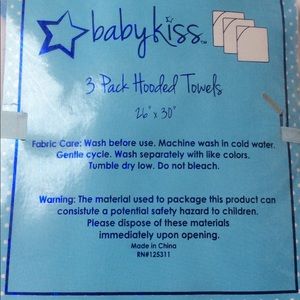 babykiss™
3 Pack Hooded Towels
26" x 30"
Fabric Care: Wash before use. Machine wash in cold water.
Gentle cycle. Wash separately with like colors.
Tumble dry low. Do not bleach.
Warning: The material used to package this product can
consistute a potential safety hazard to children.
Please dispose of these materials
immediately upon opening.
Made in China
RN#125311